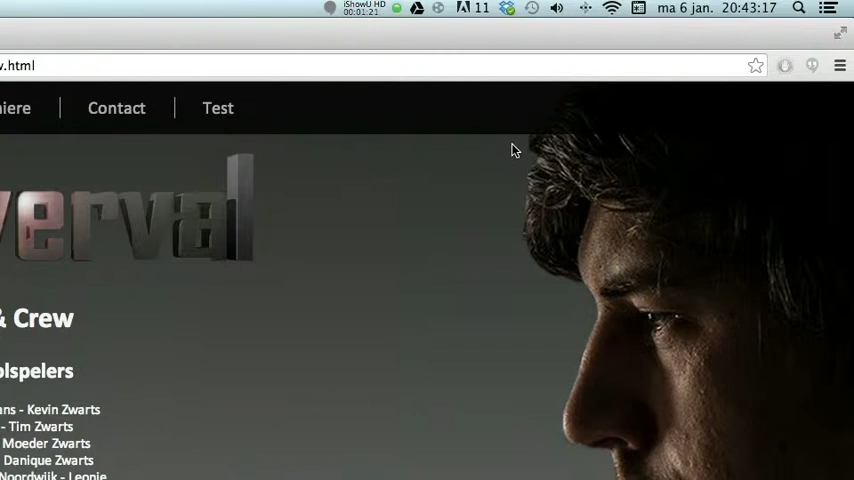 iShowU HD
00:01:21
11
ma 6 jan. 20:43:17
w.html
niere
Contact
Test
verval
& Crew
olspelers
ans - Kevin Zwarts
- Tim Zwarts
Moeder Zwarts
Danique Zwarts
Noordwijk - Leonie